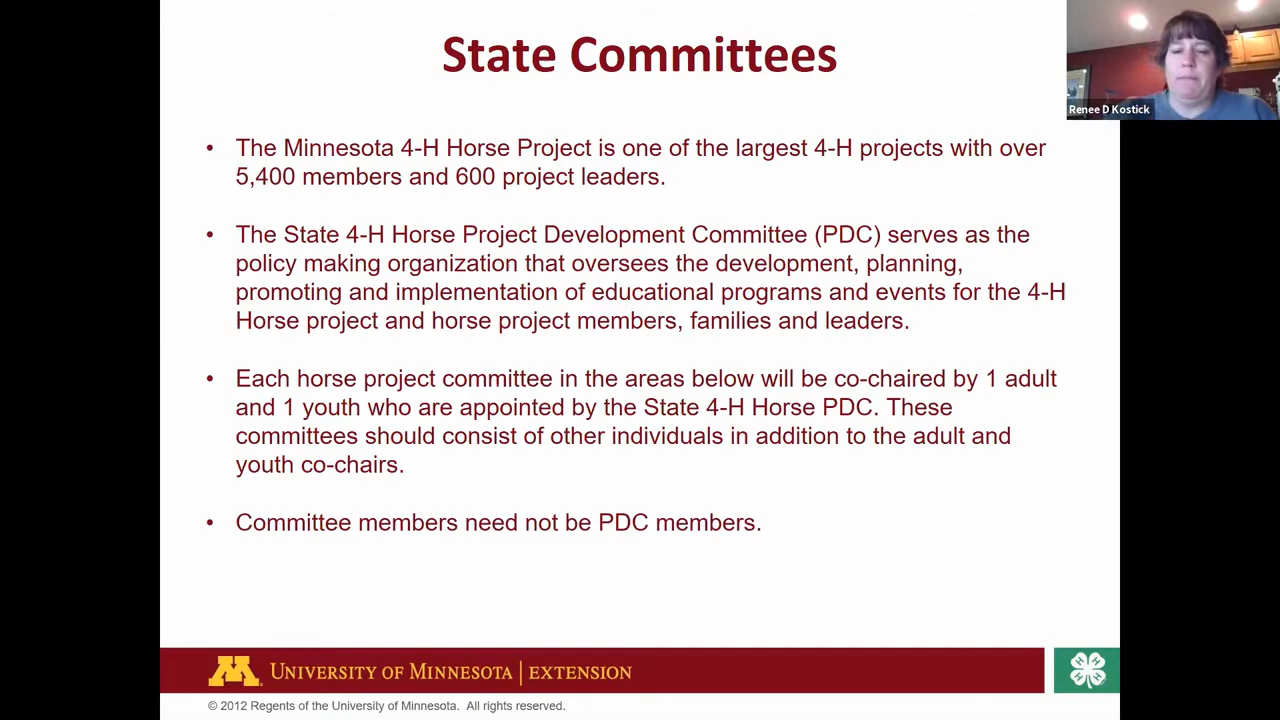 State Committees
Renee D Kostick
• The Minnesota 4-H Horse Project is one of the largest 4-H projects with over
5,400 members and 600 project leaders.
• The State 4-H Horse Project Development Committee (PDC) serves as the
policy making organization that oversees the development, planning,
promoting and implementation of educational programs and events for the 4-H
Horse project and horse project members, families and leaders.
• Each horse project committee in the areas below will be co-chaired by 1 adult
and 1 youth who are appointed by the State 4-H Horse PDC. These
committees should consist of other individuals in addition to the adult and
youth co-chairs.
• Committee members need not be PDC members.
M UNIVERSITY OF MINNESOTA | EXTENSION
H H H H
© 2012 Regents of the University of Minnesota. All rights reserved.